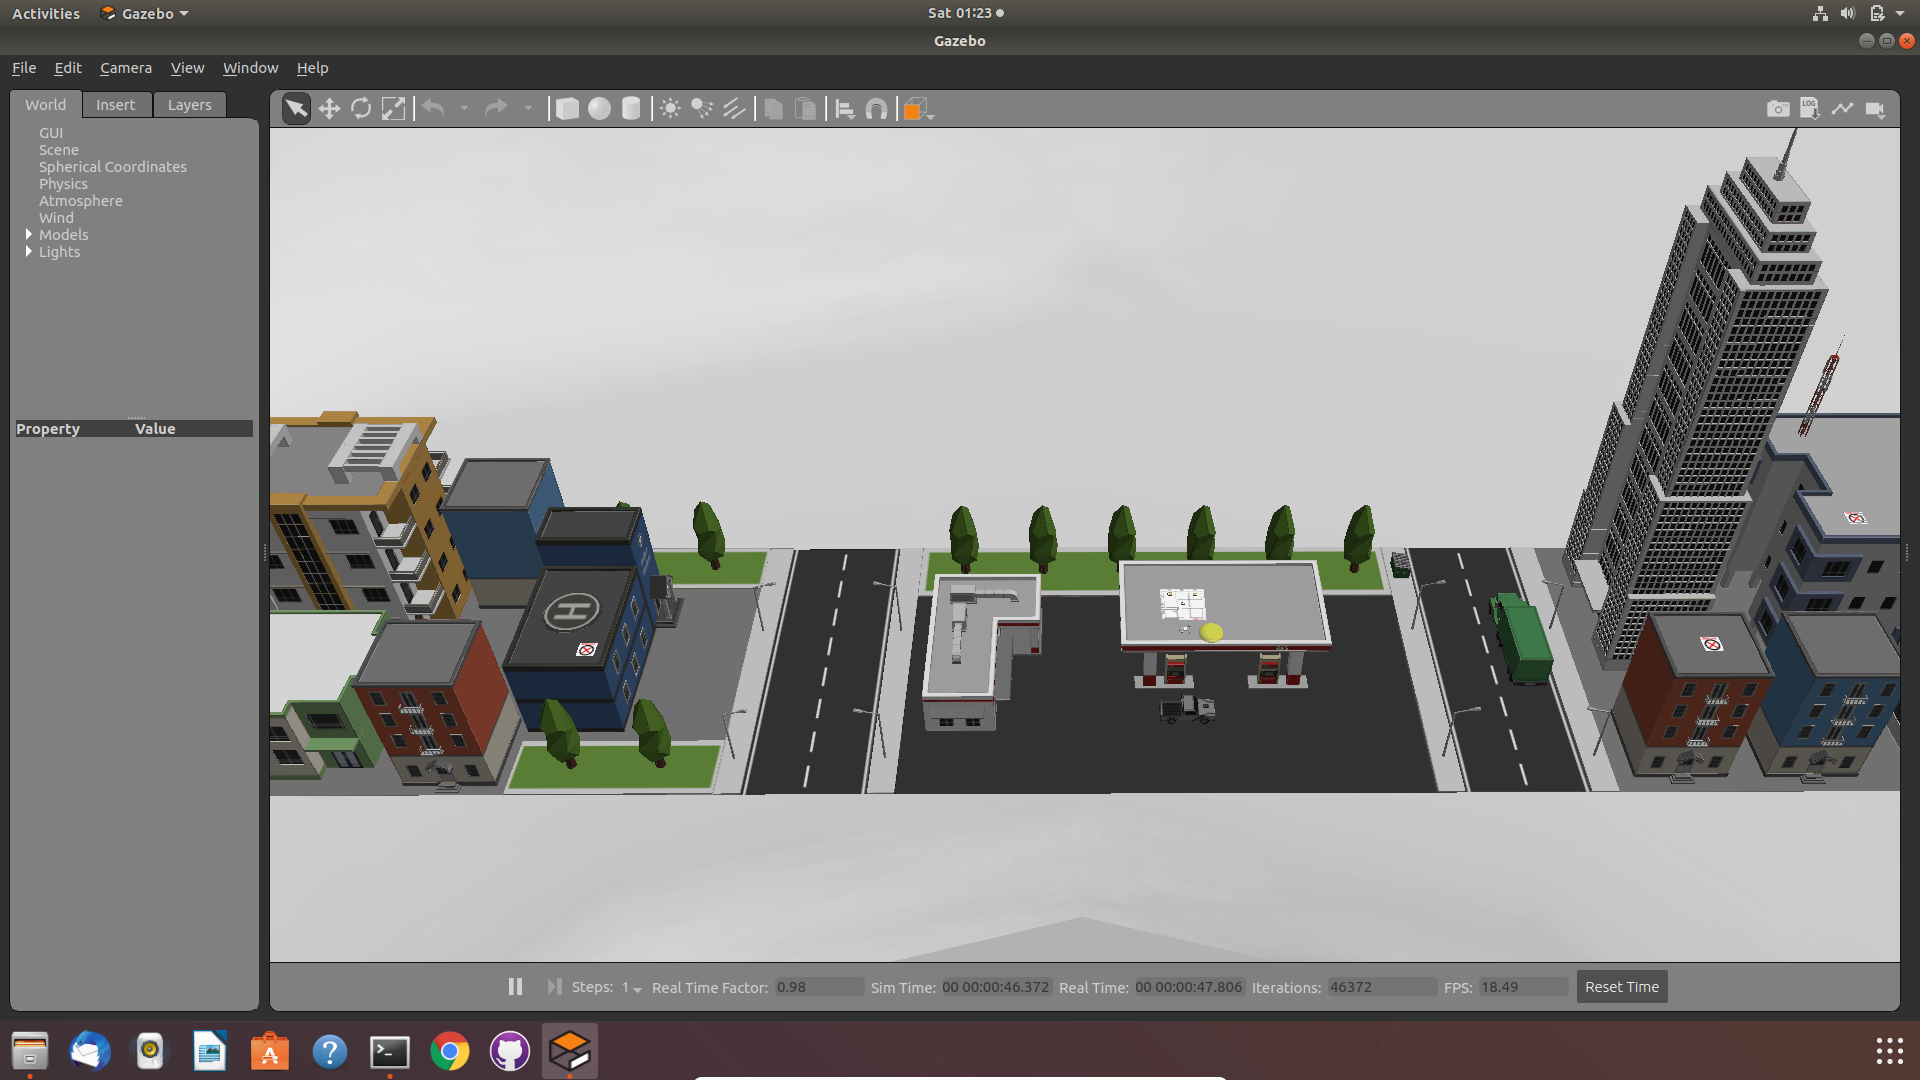 Activities
Gazebo
Sat 01:23
Gazebo
File Edit Camera View Window Help
World Insert Layers
GUI
Scene
Spherical Coordinates
Physics
Atmosphere
Wind
Models
Lights
Property Value
LOG
H
Steps: 1 Real Time Factor: 0.98 Sim Time: 00 00:00:46.372 Real Time: 00 00:00:47.806 Iterations: 46372 FPS: 18.49 Reset Time